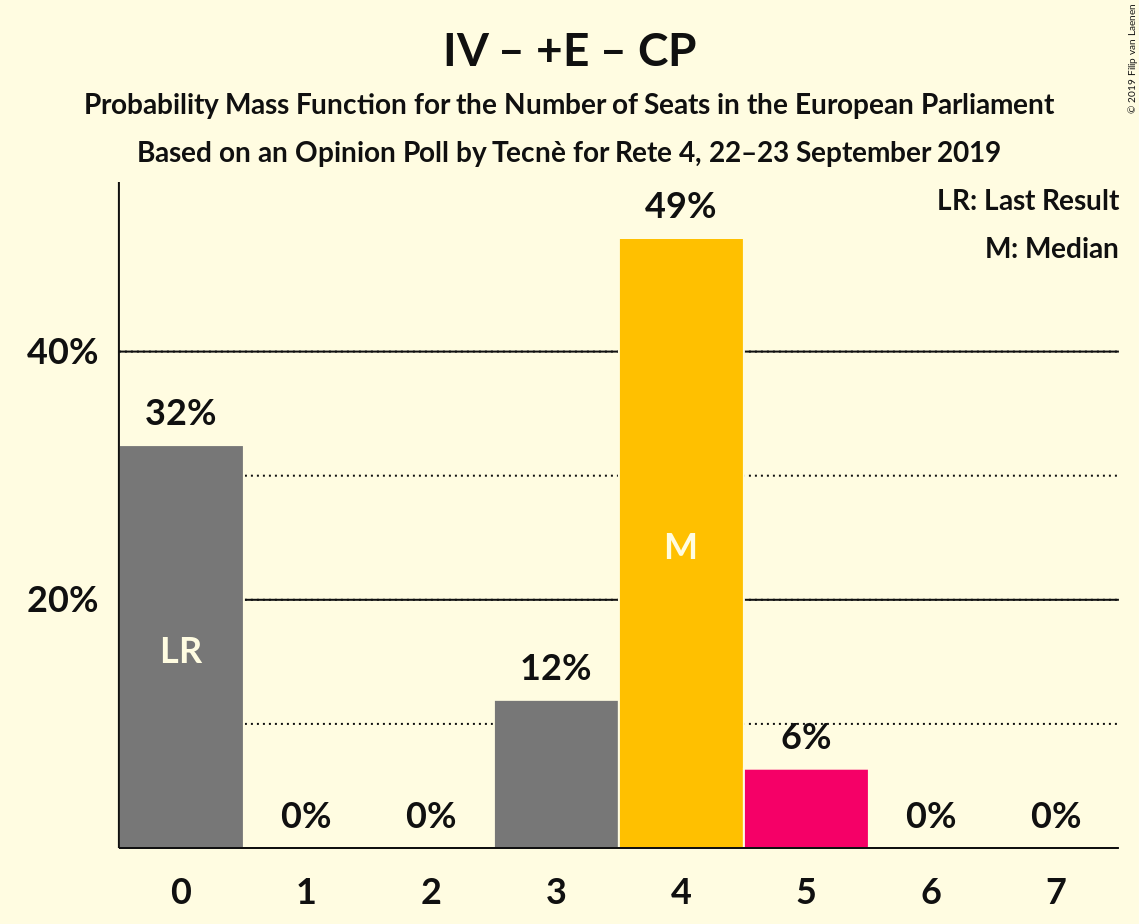 IV – +E – CP
Probability Mass Function for the Number of Seats in the European Parliament
Based on an Opinion Poll by Tecnè for Rete 4, 22–23 September 2019
© 2019 Filip van Laenen
LR: Last Result
M: Median
49%
40%
32%
M
20%
LR
12%
6%
0%
0%
0%
0%
0
1
2
3
4
5
6
7